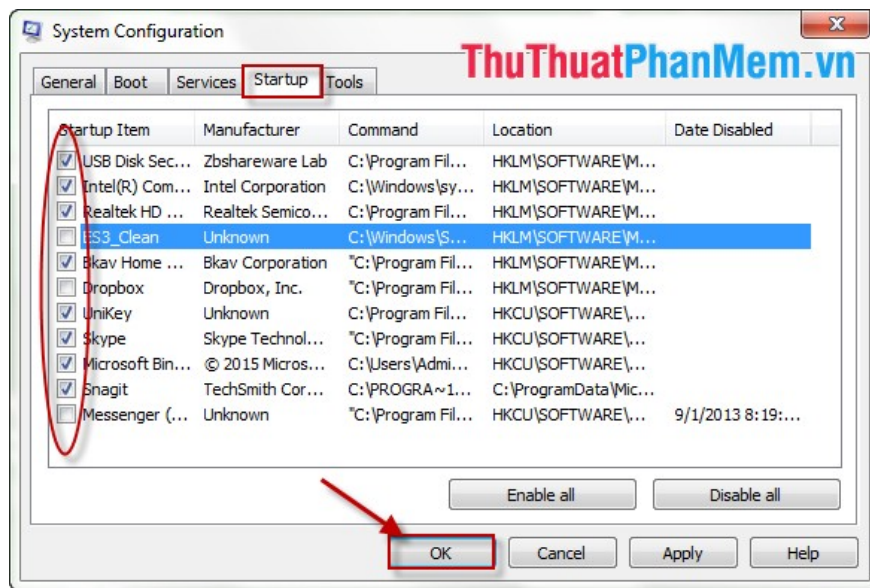 System Configuration
ThuThuatPhanMem.vn
General Boot Services Startup Tools
Startup Item Manufacturer Command Location Date Disabled
USB Disk Sec... Zbshareware Lab C:\Program Fil... HKLM\SOFTWARE\M...
Intel(R) Com... Intel Corporation C:\Windows\sy... HKLM\SOFTWARE\M...
Realtek HD ... Realtek Semico... C:\Program Fil... HKLM\SOFTWARE\M...
ES3_Clean Unknown C:\Windows\S... HKLM\SOFTWARE\M...
Bkav Home ... Bkav Corporation "C:\Program Fil... HKLM\SOFTWARE\M...
Dropbox Dropbox, Inc. "C:\Program Fil... HKLM\SOFTWARE\M...
UniKey Unknown C:\Program Fil... HKCU\SOFTWARE\...
Skype Skype Technol... "C:\Program Fil... HKCU\SOFTWARE\...
Microsoft Bin... © 2015 Micros... C:\Users\Admi... HKCU\SOFTWARE\...
Snagit TechSmith Cor... C:\PROGRA~1... C:\ProgramData\Mic...
Messenger (... Unknown "C:\Program Fil... HKCU\SOFTWARE\... 9/1/2013 8:19:...
Enable all Disable all
OK Cancel Apply Help